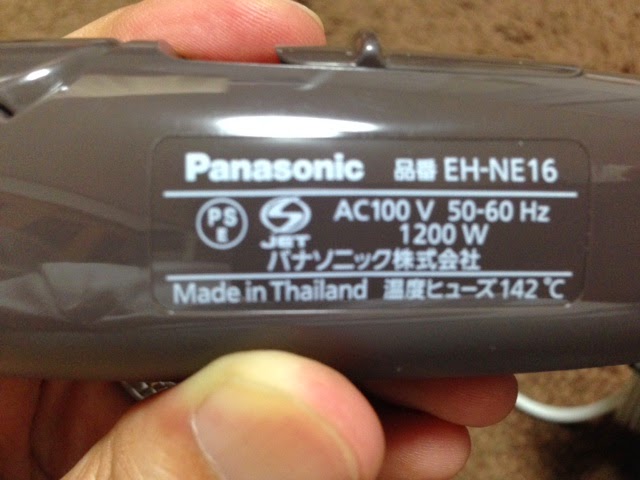 Panasonic 品番 EH-NE16
PS E JET AC100 V 50-60 Hz
1200 W
パナソニック株式会社
Made in Thailand 温度ヒューズ 142 ℃